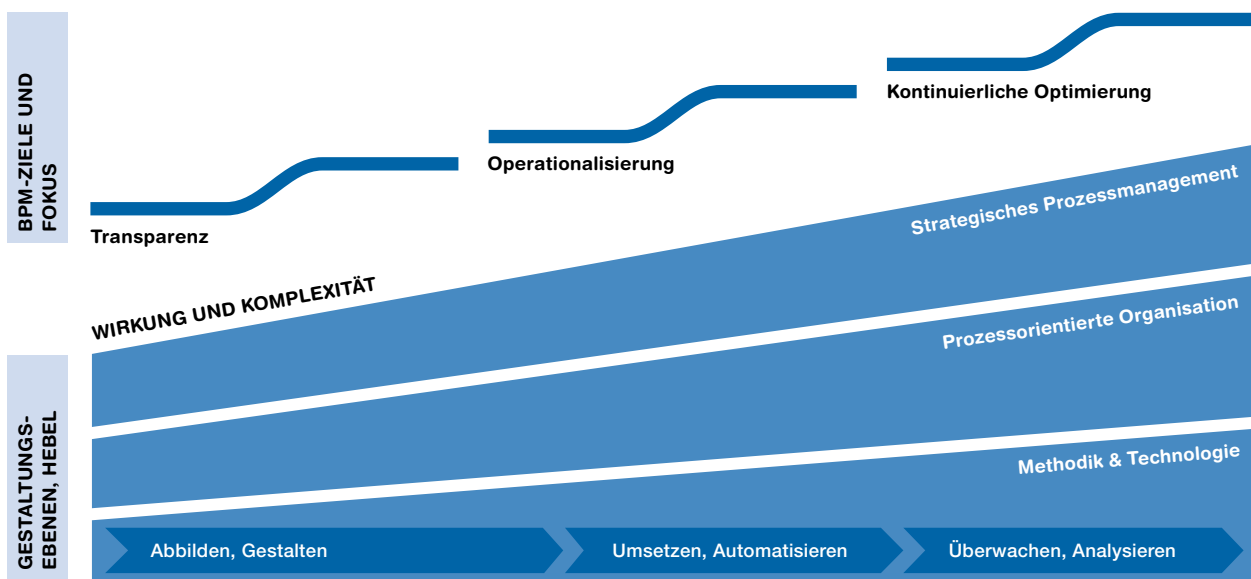 BPM-ZIELE UND
FOKUS
Kontinuierliche Optimierung
Operationalisierung
Transparenz
Strategisches Prozessmanagement
WIRKUNG UND KOMPLEXITÄT
Prozessorientierte Organisation
GESTALTUNGS-
EBENEN, HEBEL
Methodik & Technologie
Abbilden, Gestalten
Umsetzen, Automatisieren
Überwachen, Analysieren